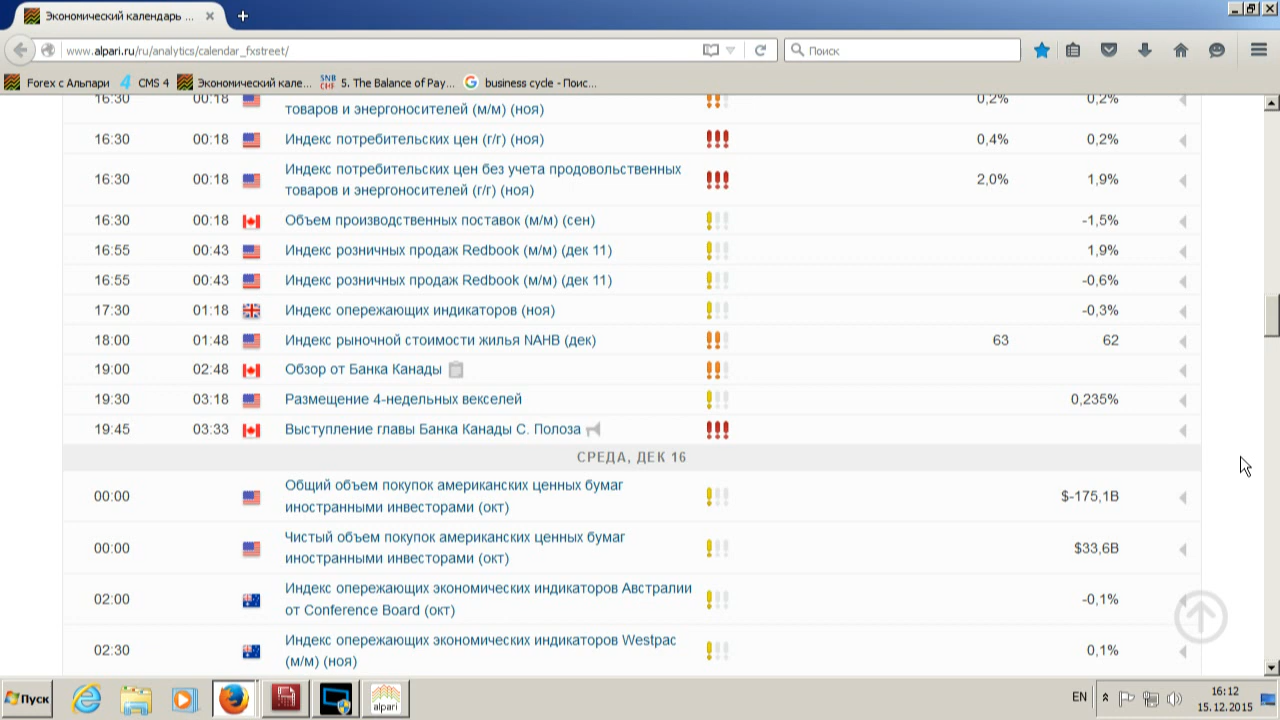 Экономический календарь ...
www.alpari.ru/ru/analytics/calendar_fxstreet/
Поиск
Forex с Альпари
4 CMS 4
Экономический кале...
SNB CHF 5. The Balance of Pay...
G business cycle - Поис...
16:30 00:18 товаров и энергоносителей (м/м) (ноя) 0,2% 0,2%
16:30 00:18 Индекс потребительских цен (г/г) (ноя) 0,4% 0,2%
16:30 00:18 Индекс потребительских цен без учета продовольственных
товаров и энергоносителей (г/г) (ноя) 2,0% 1,9%
16:30 00:18 Объем производственных поставок (м/м) (сен) -1,5%
16:55 00:43 Индекс розничных продаж Redbook (м/м) (дек 11) 1,9%
16:55 00:43 Индекс розничных продаж Redbook (м/м) (дек 11) -0,6%
17:30 01:18 Индекс опережающих индикаторов (ноя) -0,3%
18:00 01:48 Индекс рыночной стоимости жилья NAHB (дек) 63 62
19:00 02:48 Обзор от Банка Канады
19:30 03:18 Размещение 4-недельных векселей 0,235%
19:45 03:33 Выступление главы Банка Канады С. Полоза
СРЕДА, ДЕК 16
00:00 Общий объем покупок американских ценных бумаг
иностранными инвесторами (окт) $-175,1B
00:00 Чистый объем покупок американских ценных бумаг
иностранными инвесторами (окт) $33,6B
02:00 Индекс опережающих экономических индикаторов Австралии
от Conference Board (окт) -0,1%
02:30 Индекс опережающих экономических индикаторов Westpac
(м/м) (ноя) 0,1%
Пуск
alpari
EN
16:12
15.12.2015